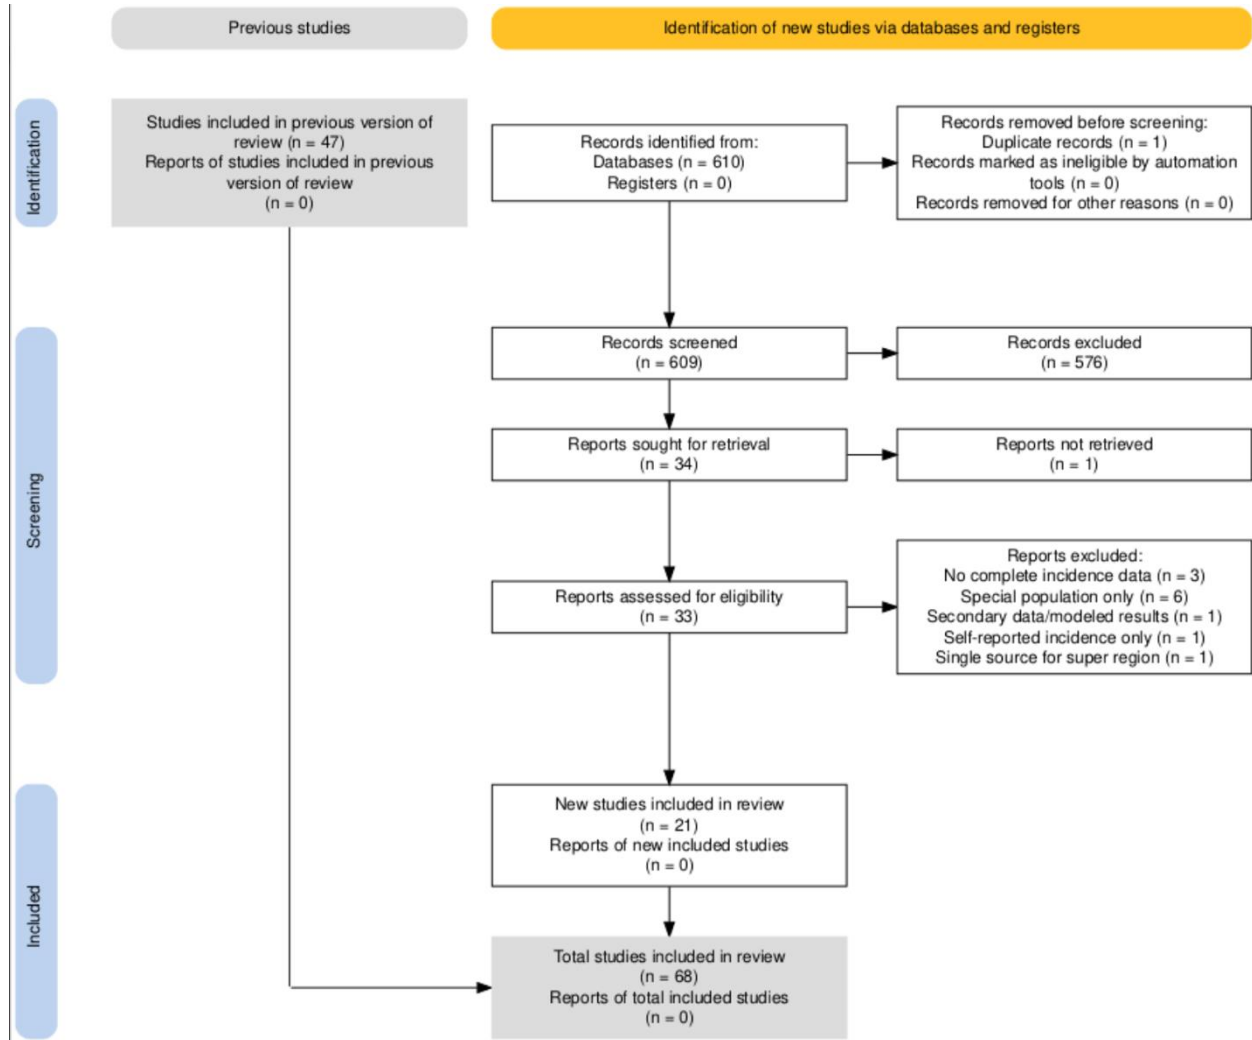 Previous studies
Identification of new studies via databases and registers
Identification
Studies included in previous version of
review (n = 47)
Reports of studies included in previous
version of review
(n = 0)
Records identified from:
Databases (n = 610)
Registers (n = 0)
Records removed before screening:
Duplicate records (n = 1)
Records marked as ineligible by automation
tools (n = 0)
Records removed for other reasons (n = 0)
Screening
Records screened
(n = 609)
Records excluded
(n = 576)
Reports sought for retrieval
(n = 34)
Reports not retrieved
(n = 1)
Reports assessed for eligibility
(n = 33)
Reports excluded:
No complete incidence data (n = 3)
Special population only (n = 6)
Secondary data/modeled results (n = 1)
Self-reported incidence only (n = 1)
Single source for super region (n = 1)
Included
New studies included in review
(n = 21)
Reports of new included studies
(n = 0)
Total studies included in review
(n = 68)
Reports of total included studies
(n = 0)